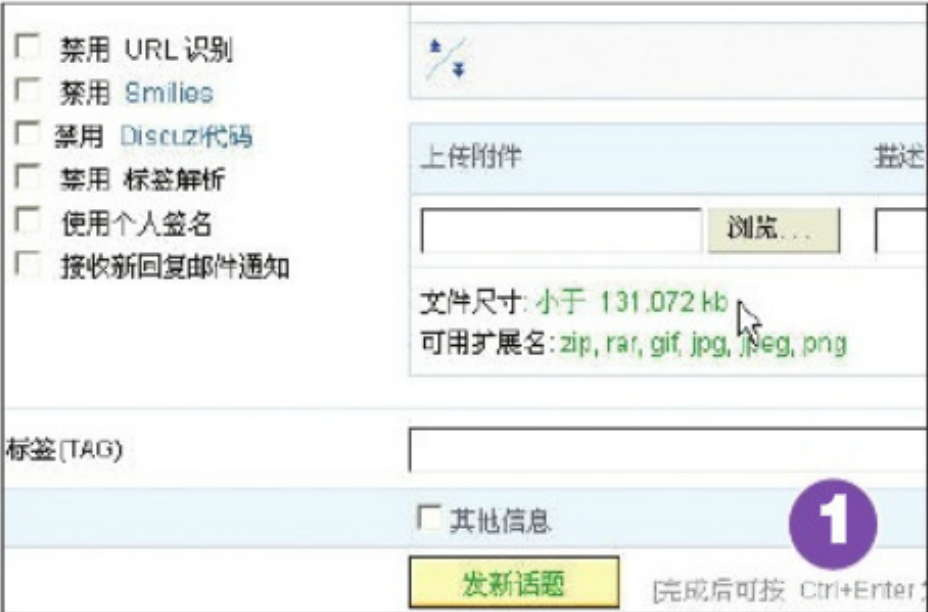 禁用 URL 识别
禁用 Smilies
禁用 Discuz!代码
禁用 标签解析
使用个人签名
接收新回复邮件通知
上传附件 描述
浏览...
文件尺寸: 小于 131,072 kb
可用扩展名: zip, rar, gif, jpg, jpeg, png
标签(TAG)
其他信息
1
发新话题 [完成后可按 Ctrl+Enter